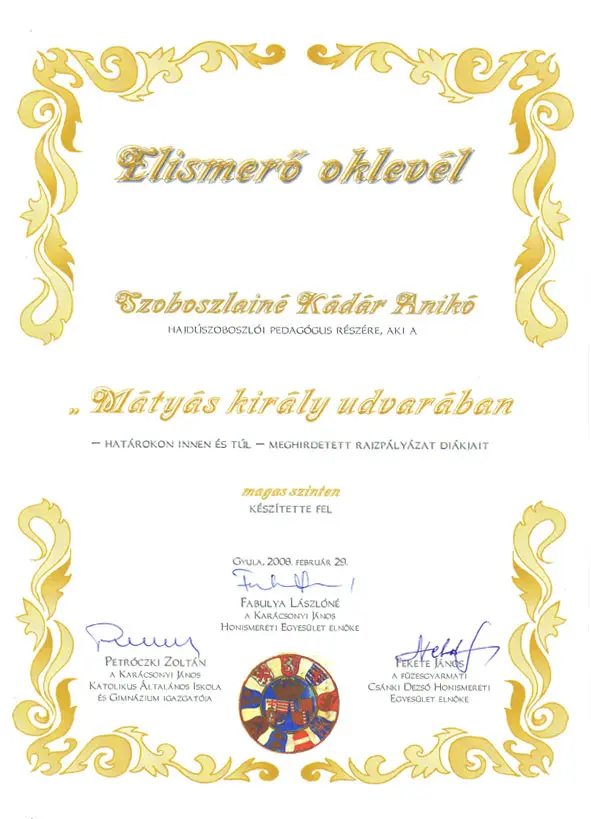 Elismerő oklevél
Szoboszlainé Kádár Anikó
HAJDÚSZOBOSZLÓI PEDAGÓGUS RÉSZÉRE, AKI A
„Mátyás király udvarában
– HATÁROKON INNEN ÉS TÚL – MEGHIRDETETT RAJZPÁLYÁZAT DIÁKJAIT
magas szinten
KÉSZÍTETTE FEL
GYULA, 2008. FEBRUÁR 29.
FABULYA LÁSZLÓNÉ
A KARÁCSONYI JÁNOS
HONISMERETI EGYESÜLET ELNÖKE
PETRÓCZKI ZOLTÁN
A KARÁCSONYI JÁNOS
KATOLIKUS ÁLTALÁNOS ISKOLA
ÉS GIMNÁZIUM IGAZGATÓJA
FEKETE JÁNOS
A FÜZESGYARMATI
CSÁNKI DEZSŐ HONISMERETI
EGYESÜLET ELNÖKE